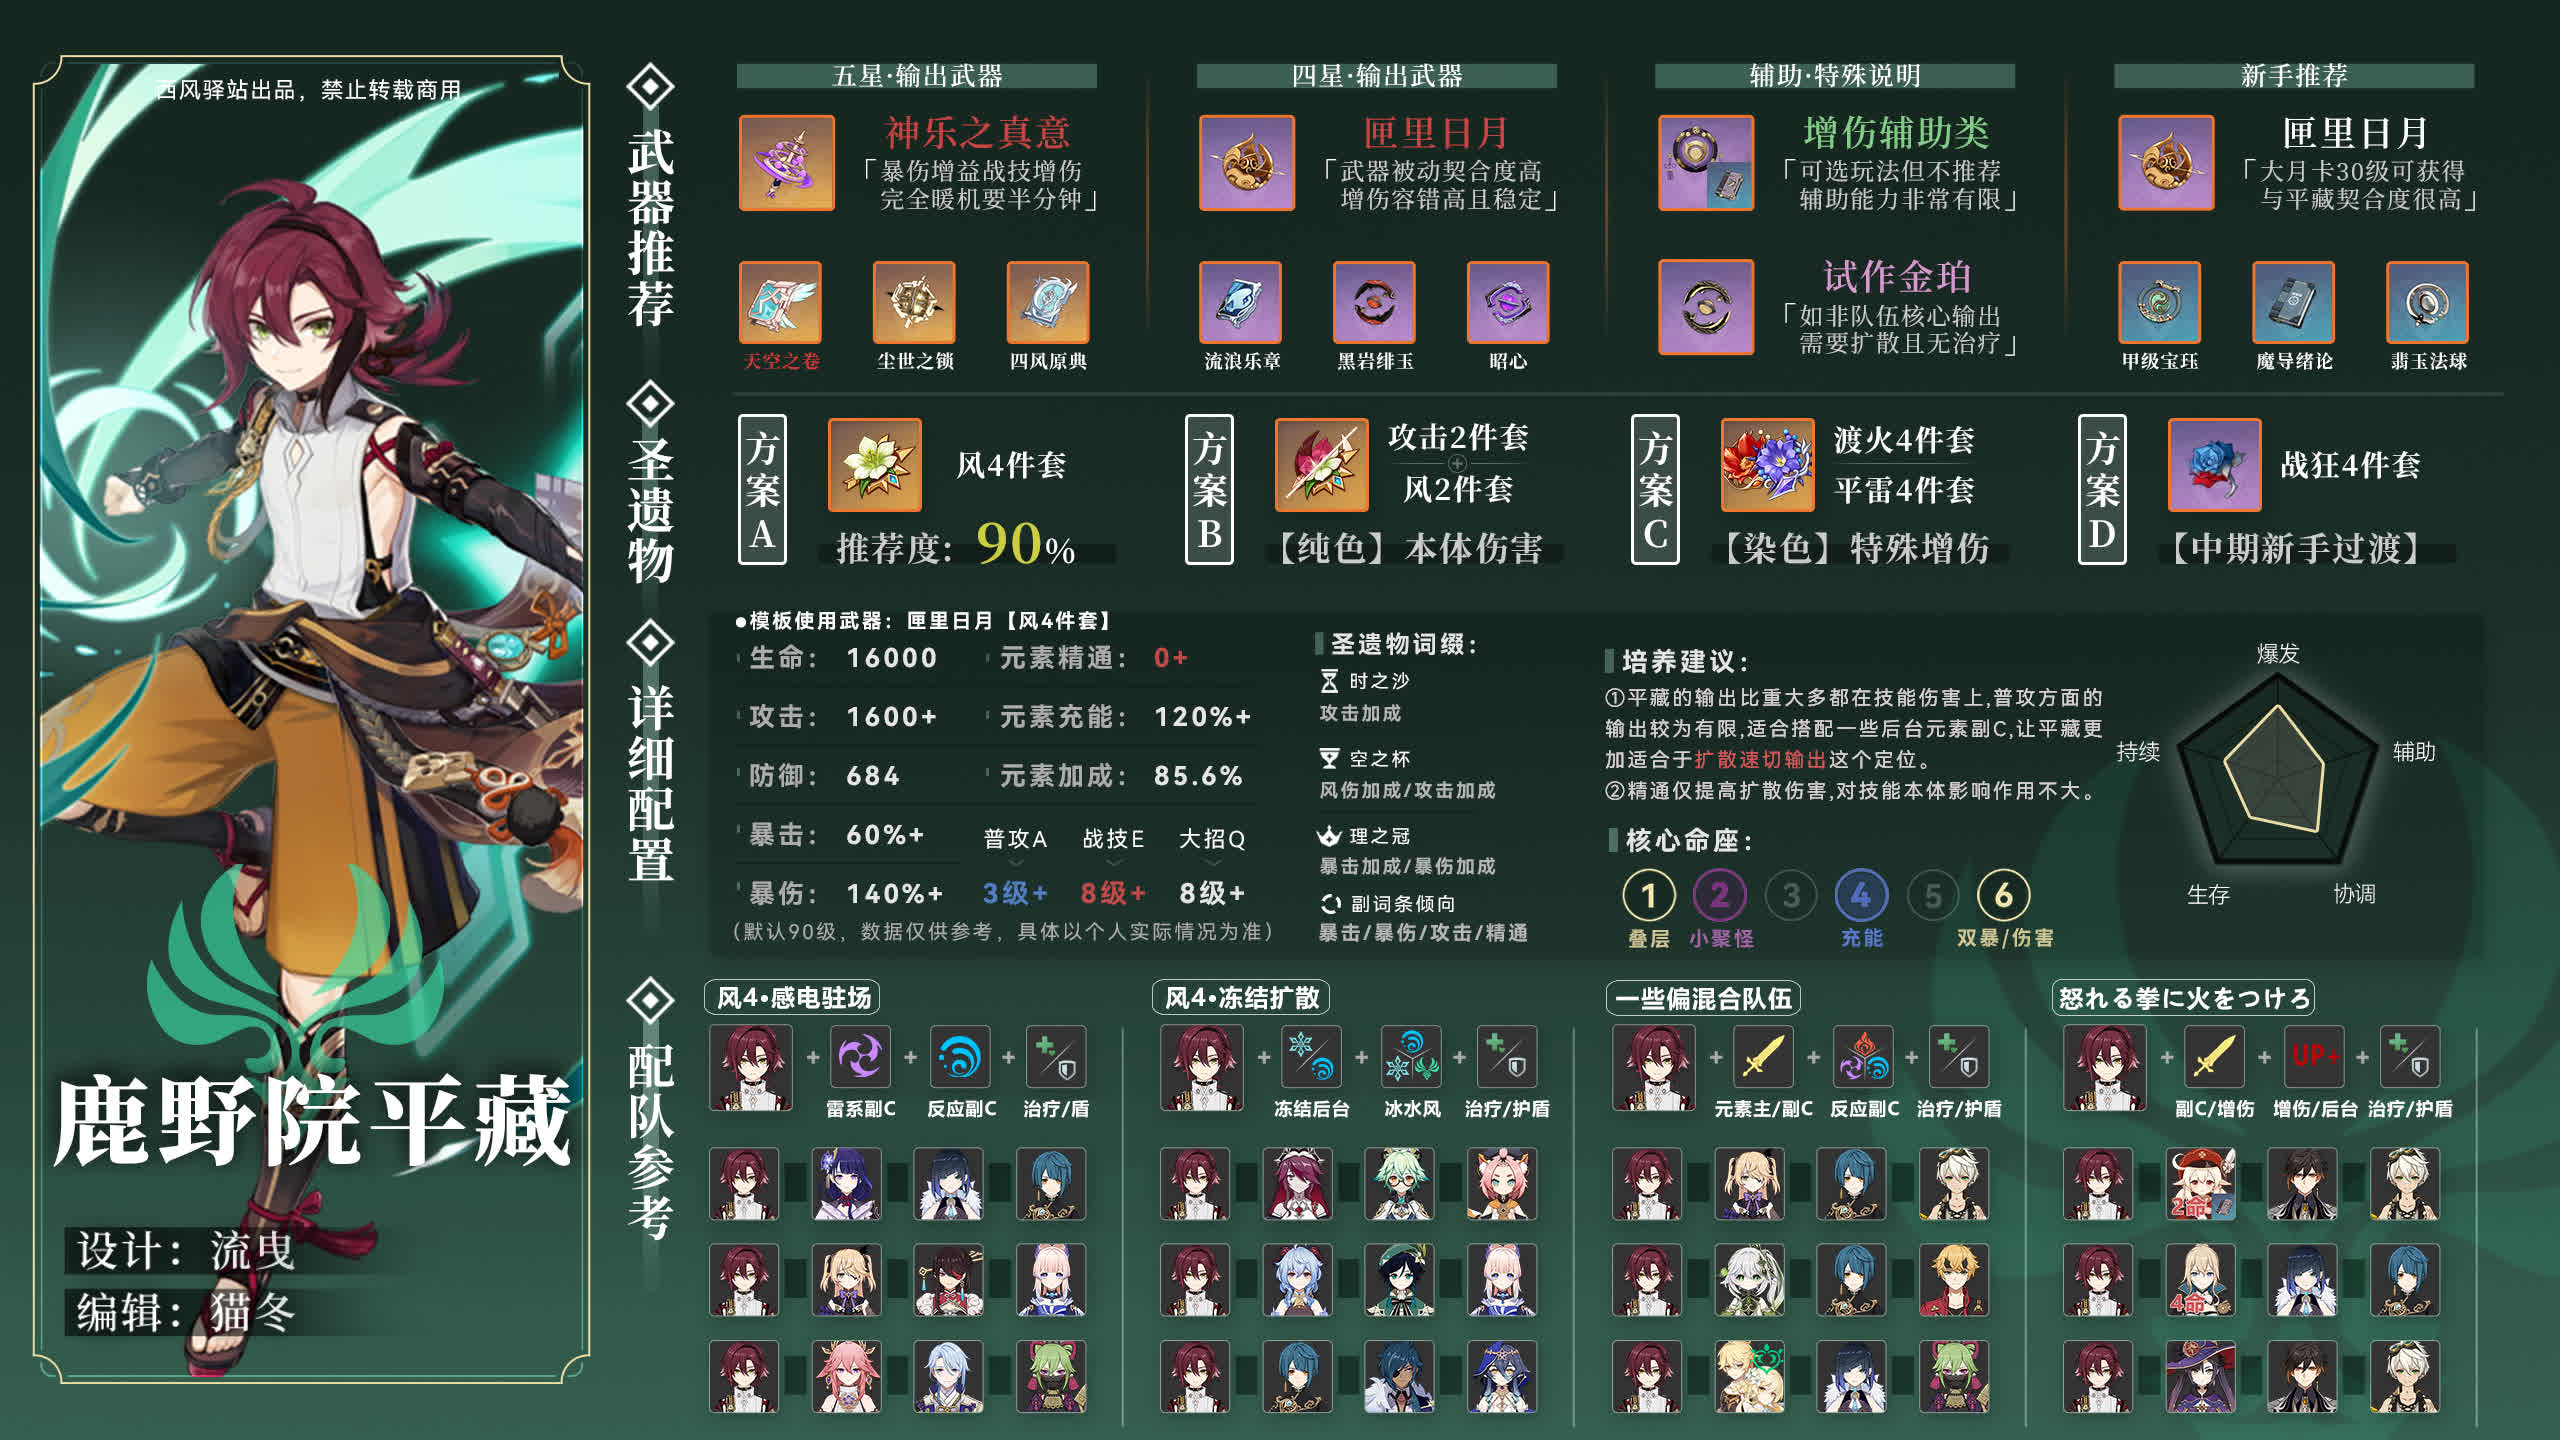 西风驿站出品，禁止转载商用
鹿野院平藏
设计：流曳
编辑：猫冬
武器推荐
五星·输出武器
神乐之真意
「暴伤增益战技增伤
完全暖机要半分钟」
天空之卷
尘世之锁
四风原典
四星·输出武器
匣里日月
「武器被动契合度高
增伤容错高且稳定」
流浪乐章
黑岩绯玉
昭心
辅助·特殊说明
增伤辅助类
「可选玩法但不推荐
辅助能力非常有限」
试作金珀
「如非队伍核心输出
需要扩散且无治疗」
新手推荐
匣里日月
「大月卡30级可获得
与平藏契合度很高」
甲级宝珏
魔导绪论
翡玉法球
圣遗物
方案A
风4件套
推荐度：90%
方案B
攻击2件套
风2件套
【纯色】本体伤害
方案C
渡火4件套
平雷4件套
【染色】特殊增伤
方案D
战狂4件套
【中期新手过渡】
详细配置
●模板使用武器：匣里日月【风4件套】
生命：16000 元素精通：0+
攻击：1600+ 元素充能：120%+
防御：684 元素加成：85.6%
暴击：60%+ 普攻A 战技E 大招Q
暴伤：140%+ 3级+ 8级+ 8级+
(默认90级，数据仅供参考，具体以个人实际情况为准)
圣遗物词缀：
时之沙
攻击加成
空之杯
风伤加成/攻击加成
理之冠
暴击加成/暴伤加成
副词条倾向
暴击/暴伤/攻击/精通
培养建议：
①平藏的输出比重大多都在技能伤害上,普攻方面的
输出较为有限,适合搭配一些后台元素副C,让平藏更
加适合于扩散速切输出这个定位。
②精通仅提高扩散伤害,对技能本体影响作用不大。
核心命座：
1 2 3 4 5 6
叠层 小聚怪 充能 双暴/伤害
爆发
持续
辅助
生存
协调
配队参考
风4·感电驻场
雷系副C 反应副C 治疗/盾
风4·冻结扩散
冻结后台 冰水风 治疗/护盾
一些偏混合队伍
元素主/副C 反应副C 治疗/护盾
怒れる拳に火をつけろ
UP+
副C/增伤 增伤/后台 治疗/护盾
2命
4命